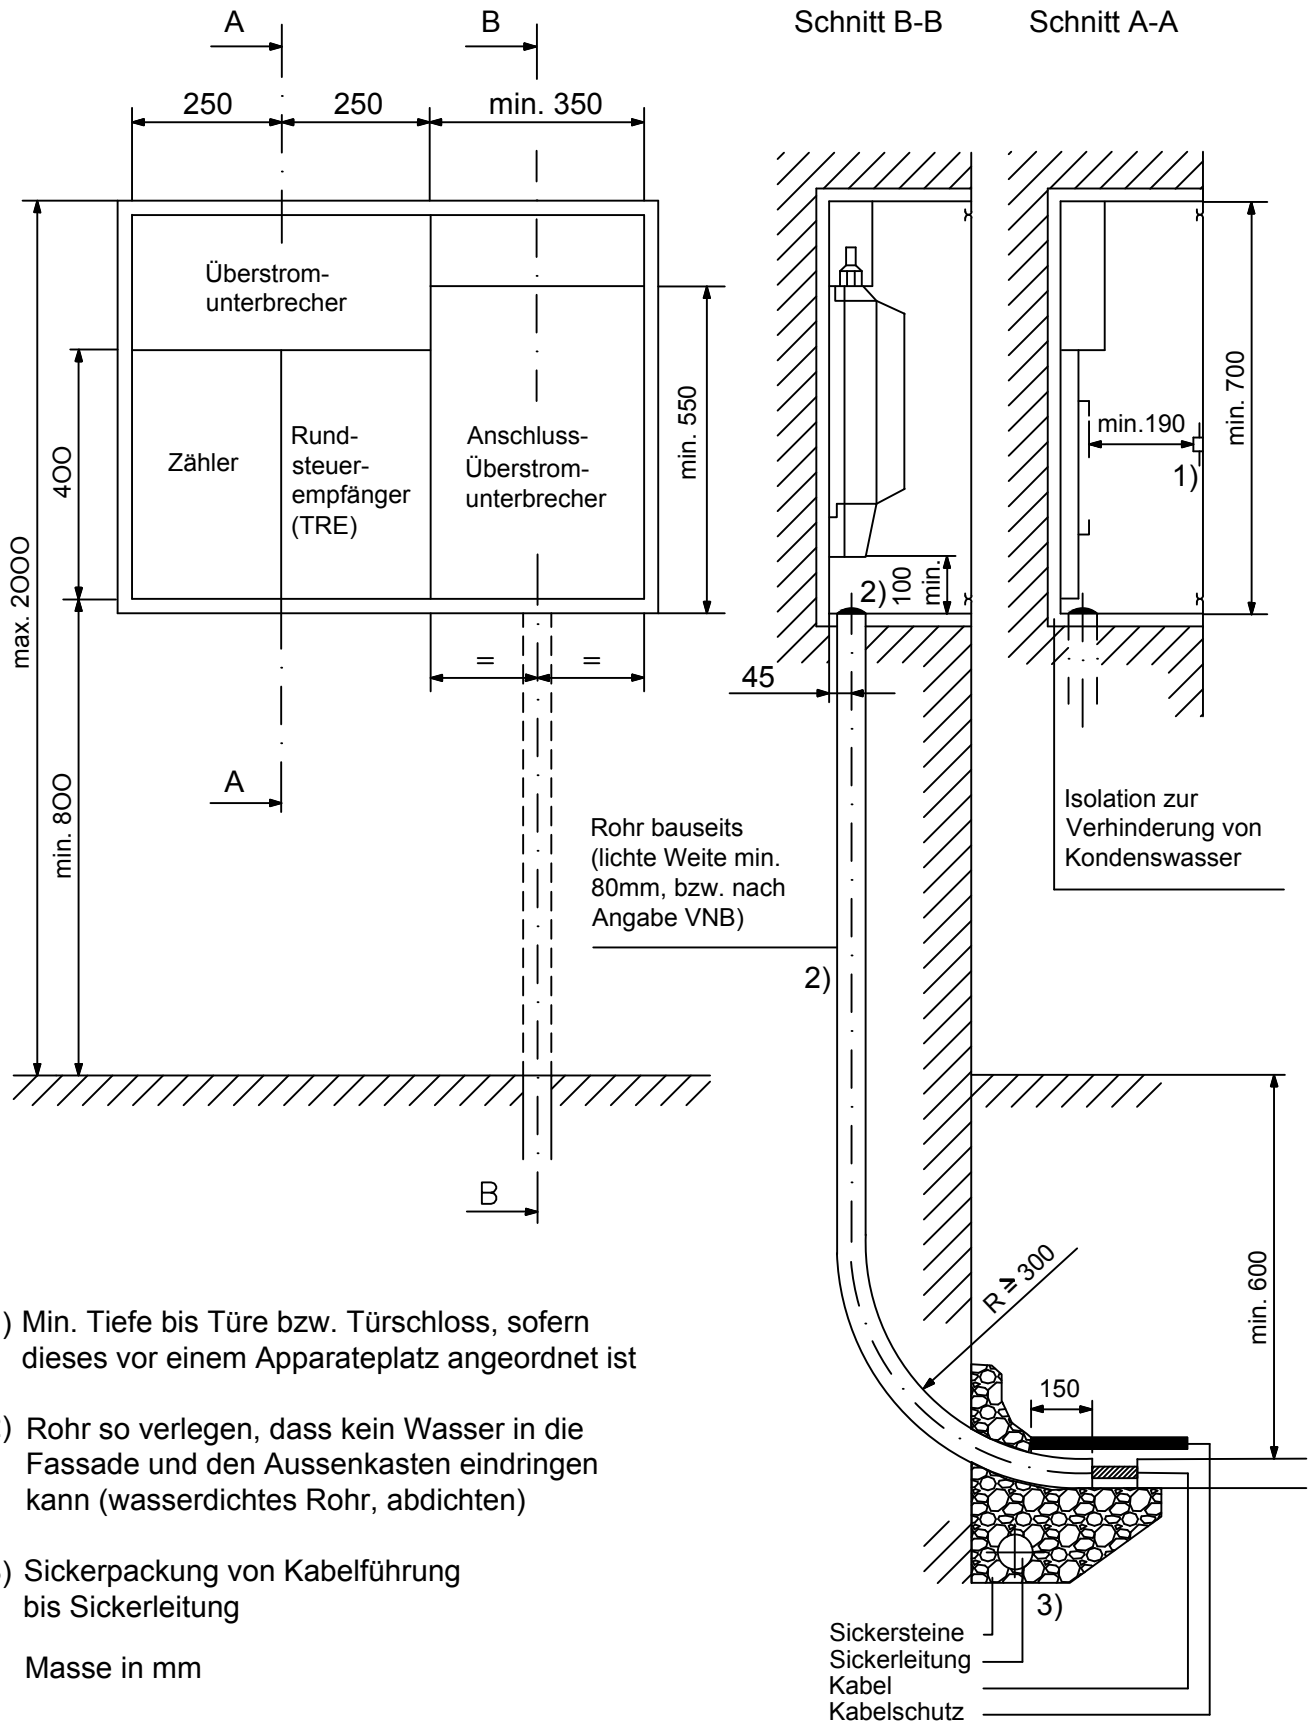 A
B
Schnitt B-B
Schnitt A-A
250
250
min. 350
Überstrom-
unterbrecher
Zähler
Rund-
steuer-
empfänger
(TRE)
Anschluss-
Überstrom-
unterbrecher
400
max. 2000
min. 800
min. 550
=
=
A
B
2)
100
min.
45
min.190
1)
min. 700
Rohr bauseits
(lichte Weite min.
80mm, bzw. nach
Angabe VNB)
2)
Isolation zur
Verhinderung von
Kondenswasser
R ≥ 300
150
min. 600
3)
Sickersteine
Sickerleitung
Kabel
Kabelschutz
) Min. Tiefe bis Türe bzw. Türschloss, sofern
dieses vor einem Apparateplatz angeordnet ist
) Rohr so verlegen, dass kein Wasser in die
Fassade und den Aussenkasten eindringen
kann (wasserdichtes Rohr, abdichten)
) Sickerpackung von Kabelführung
bis Sickerleitung
Masse in mm